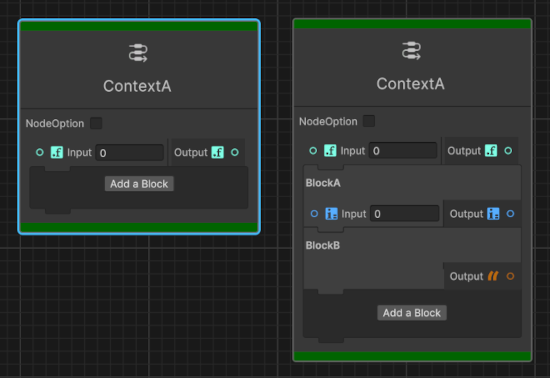 ContextA
NodeOption
.f Input 0 Output .f
Add a Block
ContextA
NodeOption
.f Input 0 Output .f
BlockA
i. Input 0 Output i.
BlockB
Output
Add a Block